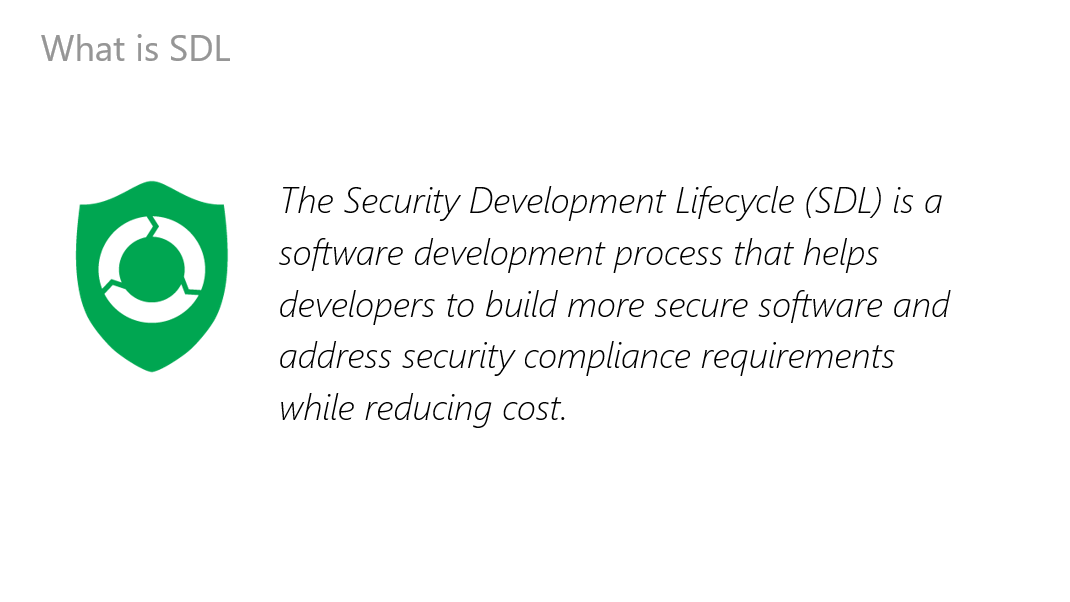 What is SDL
The Security Development Lifecycle (SDL) is a
software development process that helps
developers to build more secure software and
address security compliance requirements
while reducing cost.